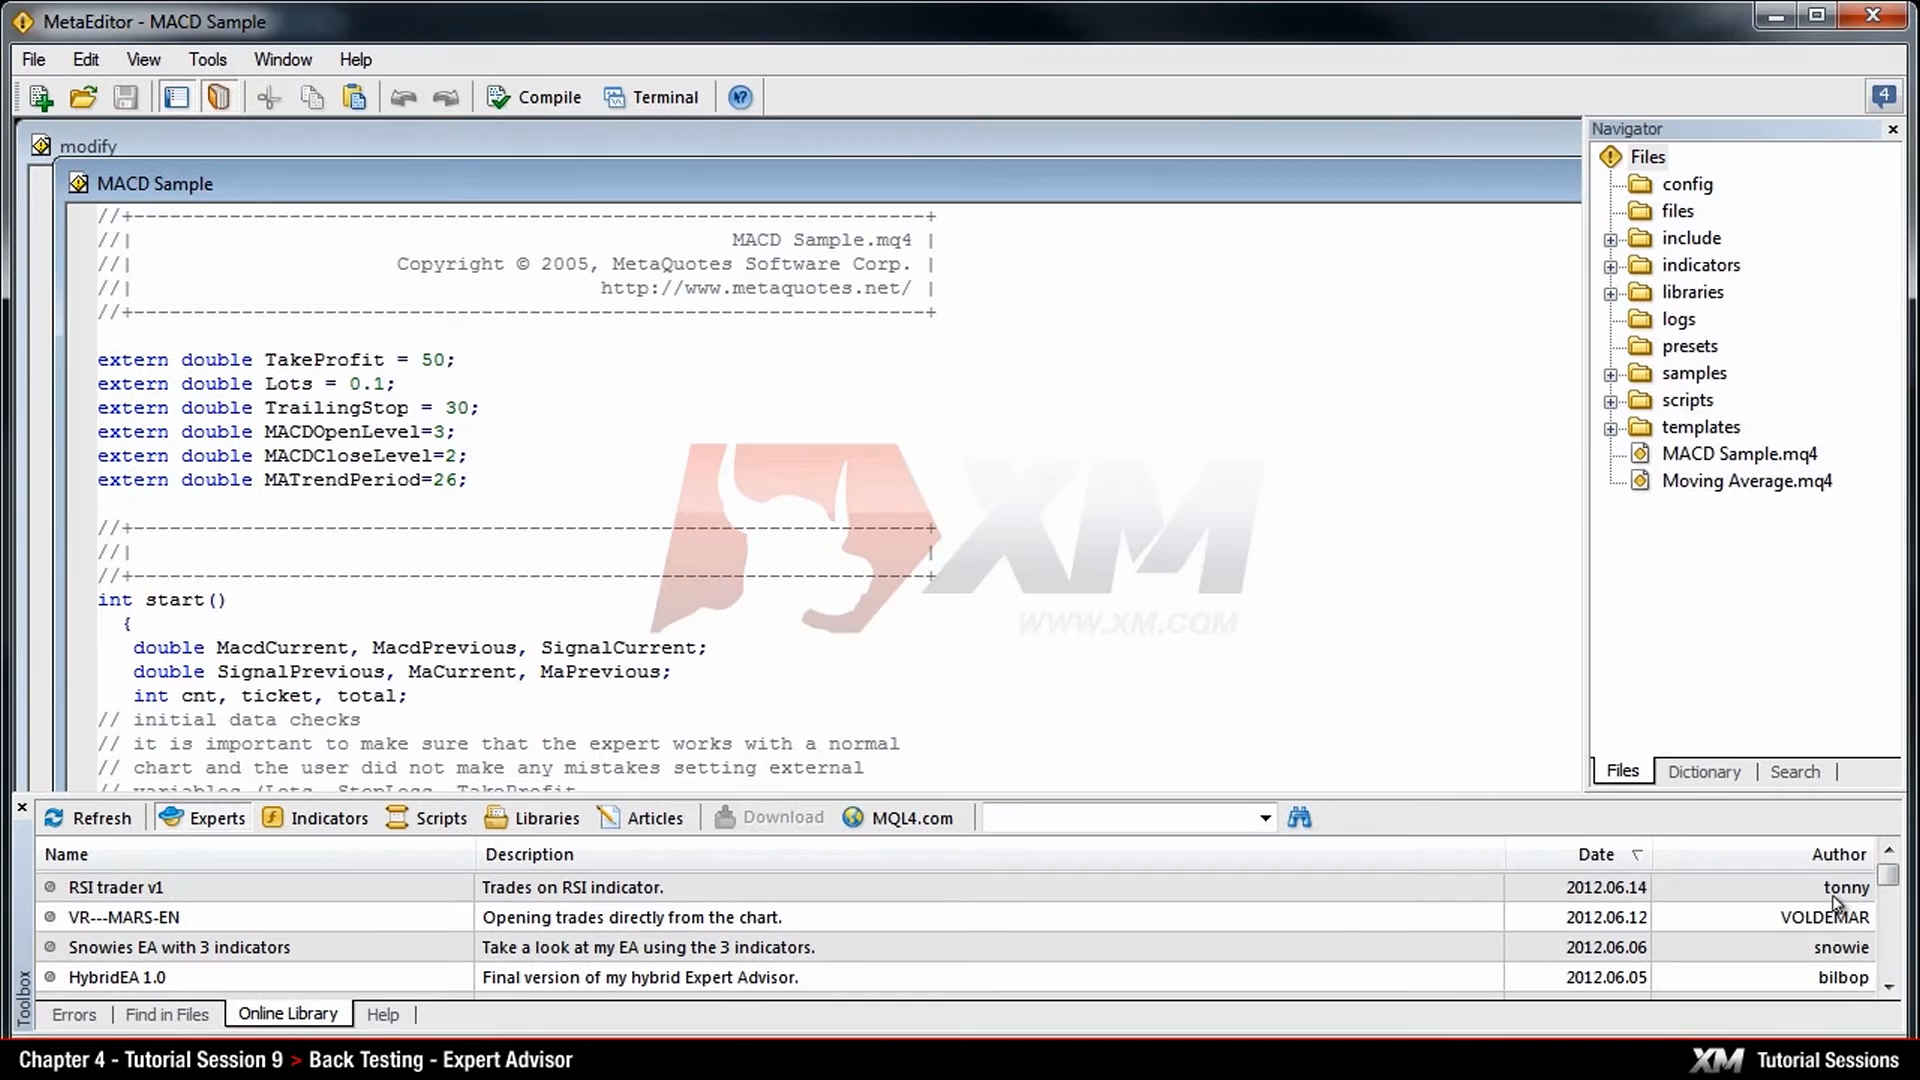 MetaEditor - MACD Sample
File Edit View Tools Window Help
Compile Terminal 4
modify
MACD Sample
//+------------------------------------------------------------------+
//| MACD Sample.mq4 |
//| Copyright © 2005, MetaQuotes Software Corp. |
//| http://www.metaquotes.net/ |
//+------------------------------------------------------------------+
extern double TakeProfit = 50;
extern double Lots = 0.1;
extern double TrailingStop = 30;
extern double MACDOpenLevel=3;
extern double MACDCloseLevel=2;
extern double MATrendPeriod=26;
//+------------------------------------------------------------------+
//| |
//+------------------------------------------------------------------+
int start()
{
double MacdCurrent, MacdPrevious, SignalCurrent;
double SignalPrevious, MaCurrent, MaPrevious;
int cnt, ticket, total;
// initial data checks
// it is important to make sure that the expert works with a normal
// chart and the user did not make any mistakes setting external
// variables (Lots, StopLoss, TakeProfit,
XM
WWW.XM.COM
Navigator
Files
config
files
include
indicators
libraries
logs
presets
samples
scripts
templates
MACD Sample.mq4
Moving Average.mq4
Files Dictionary | Search |
Refresh Experts Indicators Scripts Libraries Articles Download MQL4.com
Name Description Date Author
RSI trader v1 Trades on RSI indicator. 2012.06.14 tonny
VR---MARS-EN Opening trades directly from the chart. 2012.06.12 VOLDEMAR
Snowies EA with 3 indicators Take a look at my EA using the 3 indicators. 2012.06.06 snowie
HybridEA 1.0 Final version of my hybrid Expert Advisor. 2012.06.05 bilbop
Toolbox
Errors | Find in Files Online Library Help |
Chapter 4 - Tutorial Session 9 > Back Testing - Expert Advisor
XM Tutorial Sessions